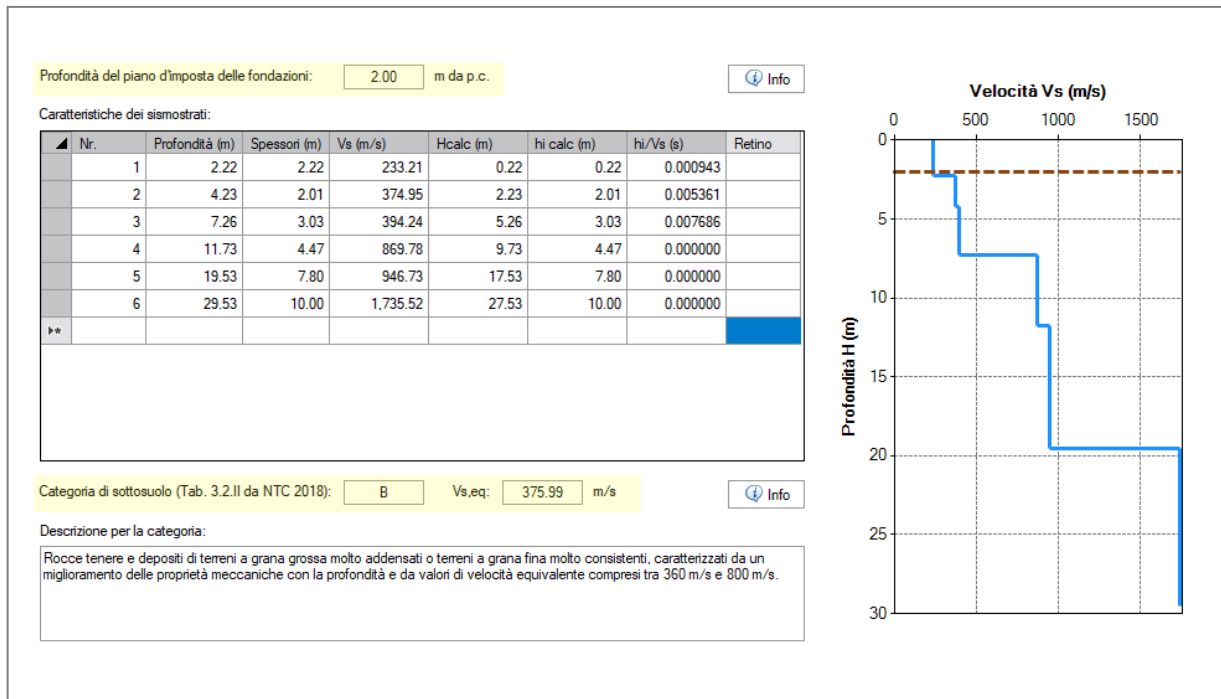 Profondità del piano d'imposta delle fondazioni: 2.00 m da p.c. Info
Caratteristiche dei sismostrati:
Nr. Profondità (m) Spessori (m) Vs (m/s) Hcalc (m) hi calc (m) hi/Vs (s) Retino
1 2.22 2.22 233.21 0.22 0.22 0.000943
2 4.23 2.01 374.95 2.23 2.01 0.005361
3 7.26 3.03 394.24 5.26 3.03 0.007686
4 11.73 4.47 869.78 9.73 4.47 0.000000
5 19.53 7.80 946.73 17.53 7.80 0.000000
6 29.53 10.00 1,735.52 27.53 10.00 0.000000
Categoria di sottosuolo (Tab. 3.2.II da NTC 2018): B Vs,eq: 375.99 m/s Info
Descrizione per la categoria:
Rocce tenere e depositi di terreni a grana grossa molto addensati o terreni a grana fina molto consistenti, caratterizzati da un
miglioramento delle proprietà meccaniche con la profondità e da valori di velocità equivalente compresi tra 360 m/s e 800 m/s.
Velocità Vs (m/s)
0 500 1000 1500
0
5
10
15
20
25
30
Profondità H (m)